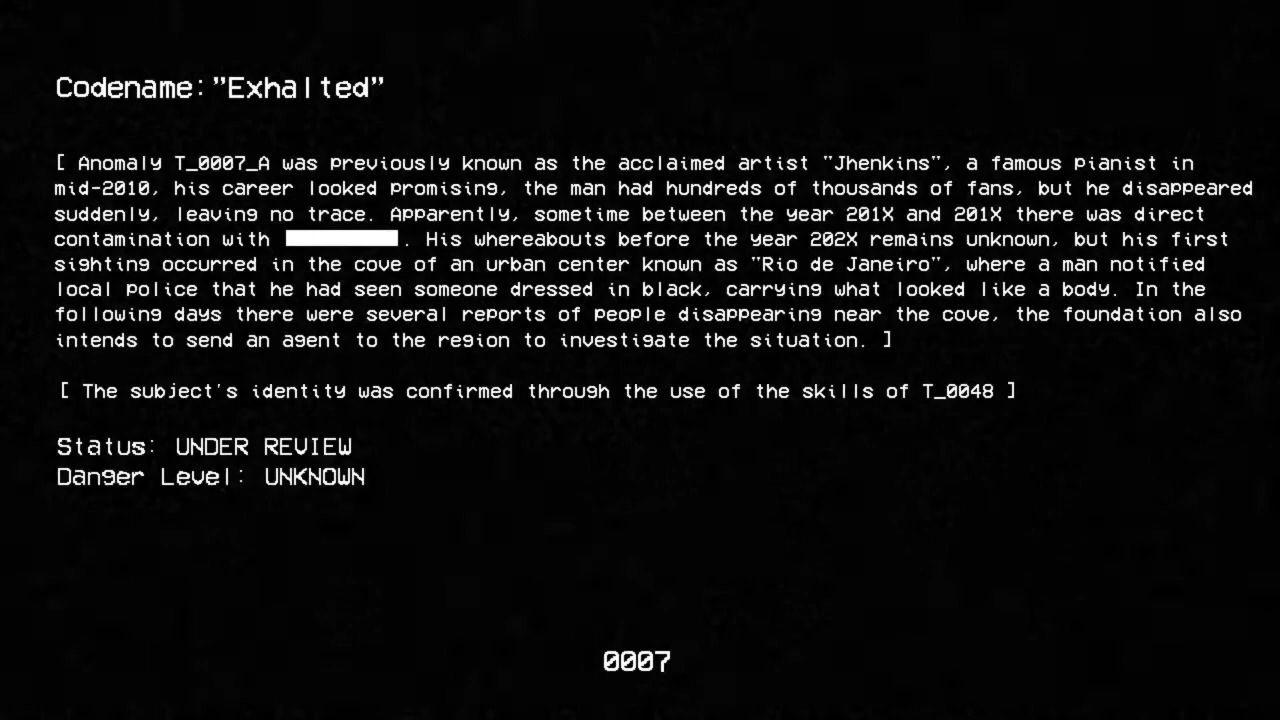 Codename:"Exhalted"
[ Anomaly T_0007_A was previously known as the acclaimed artist "Jhenkins", a famous pianist in
mid-2010, his career looked promising, the man had hundreds of thousands of fans, but he disappeared
suddenly, leaving no trace. Apparently, sometime between the year 201X and 201X there was direct
contamination with . His whereabouts before the year 202X remains unknown, but his first
sighting occurred in the cove of an urban center known as "Rio de Janeiro", where a man notified
local police that he had seen someone dressed in black, carrying what looked like a body. In the
following days there were several reports of people disappearing near the cove, the foundation also
intends to send an agent to the region to investigate the situation. ]
[ The subject's identity was confirmed through the use of the skills of T_0048 ]
Status: UNDER REVIEW
Danger Level: UNKNOWN
0007